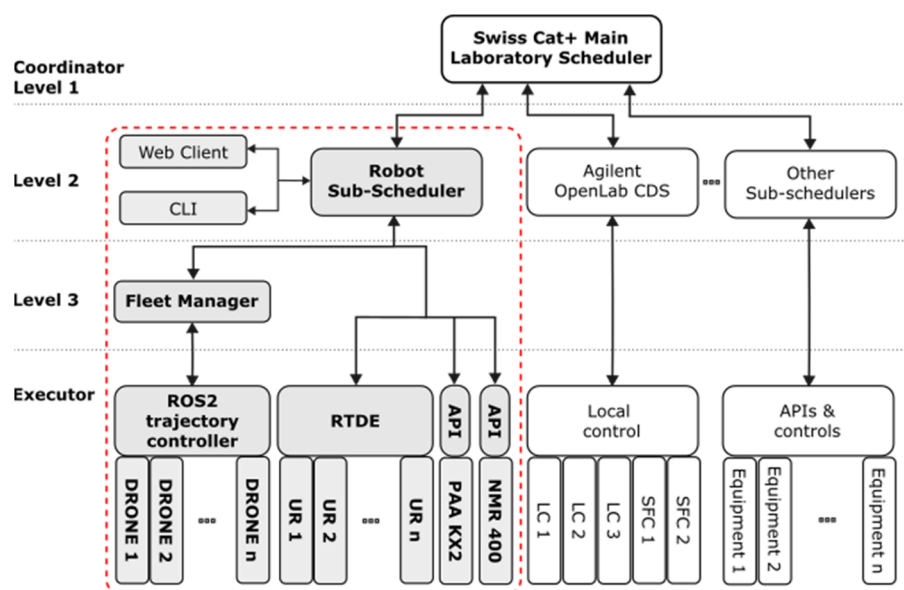 Swiss Cat+ Main
Laboratory Scheduler
Coordinator
Level 1
Level 2
Web Client
CLI
Robot
Sub-Scheduler
Agilent
OpenLab CDS
Other
Sub-schedulers
Level 3
Fleet Manager
Executor
ROS2
trajectory
controller
RTDE
API
API
Local
control
APIs &
controls
DRONE 1
DRONE 2
DRONE n
UR 1
UR 2
UR n
PAA KX2
NMR 400
LC 1
LC 2
LC 3
SFC 1
SFC 2
Equipment 1
Equipment 2
Equipment n